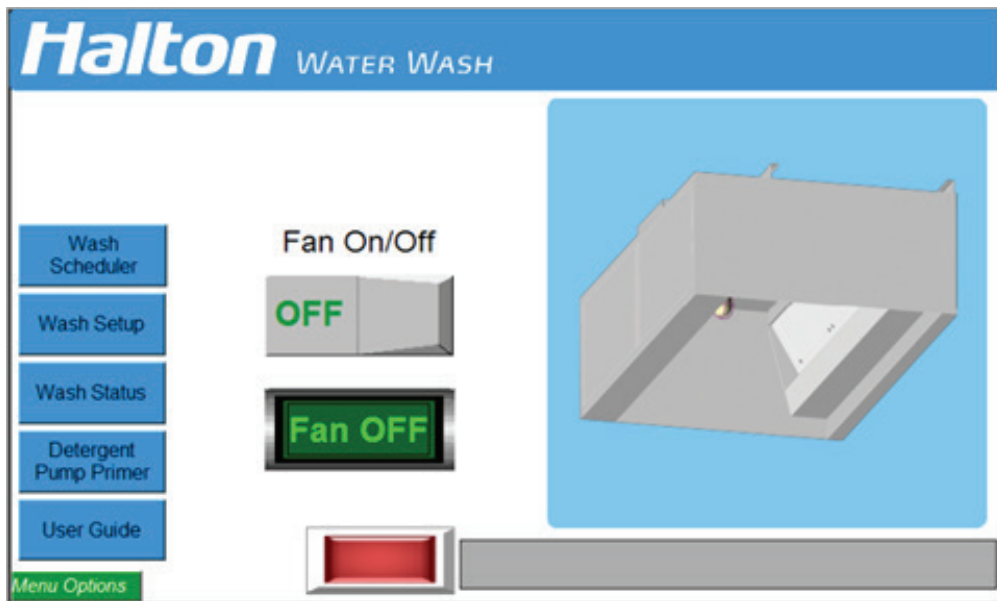 Halton WATER WASH
Fan On/Off
Wash
Scheduler
OFF
Wash Setup
Wash Status
Fan OFF
Detergent
Pump Primer
User Guide
Menu Options